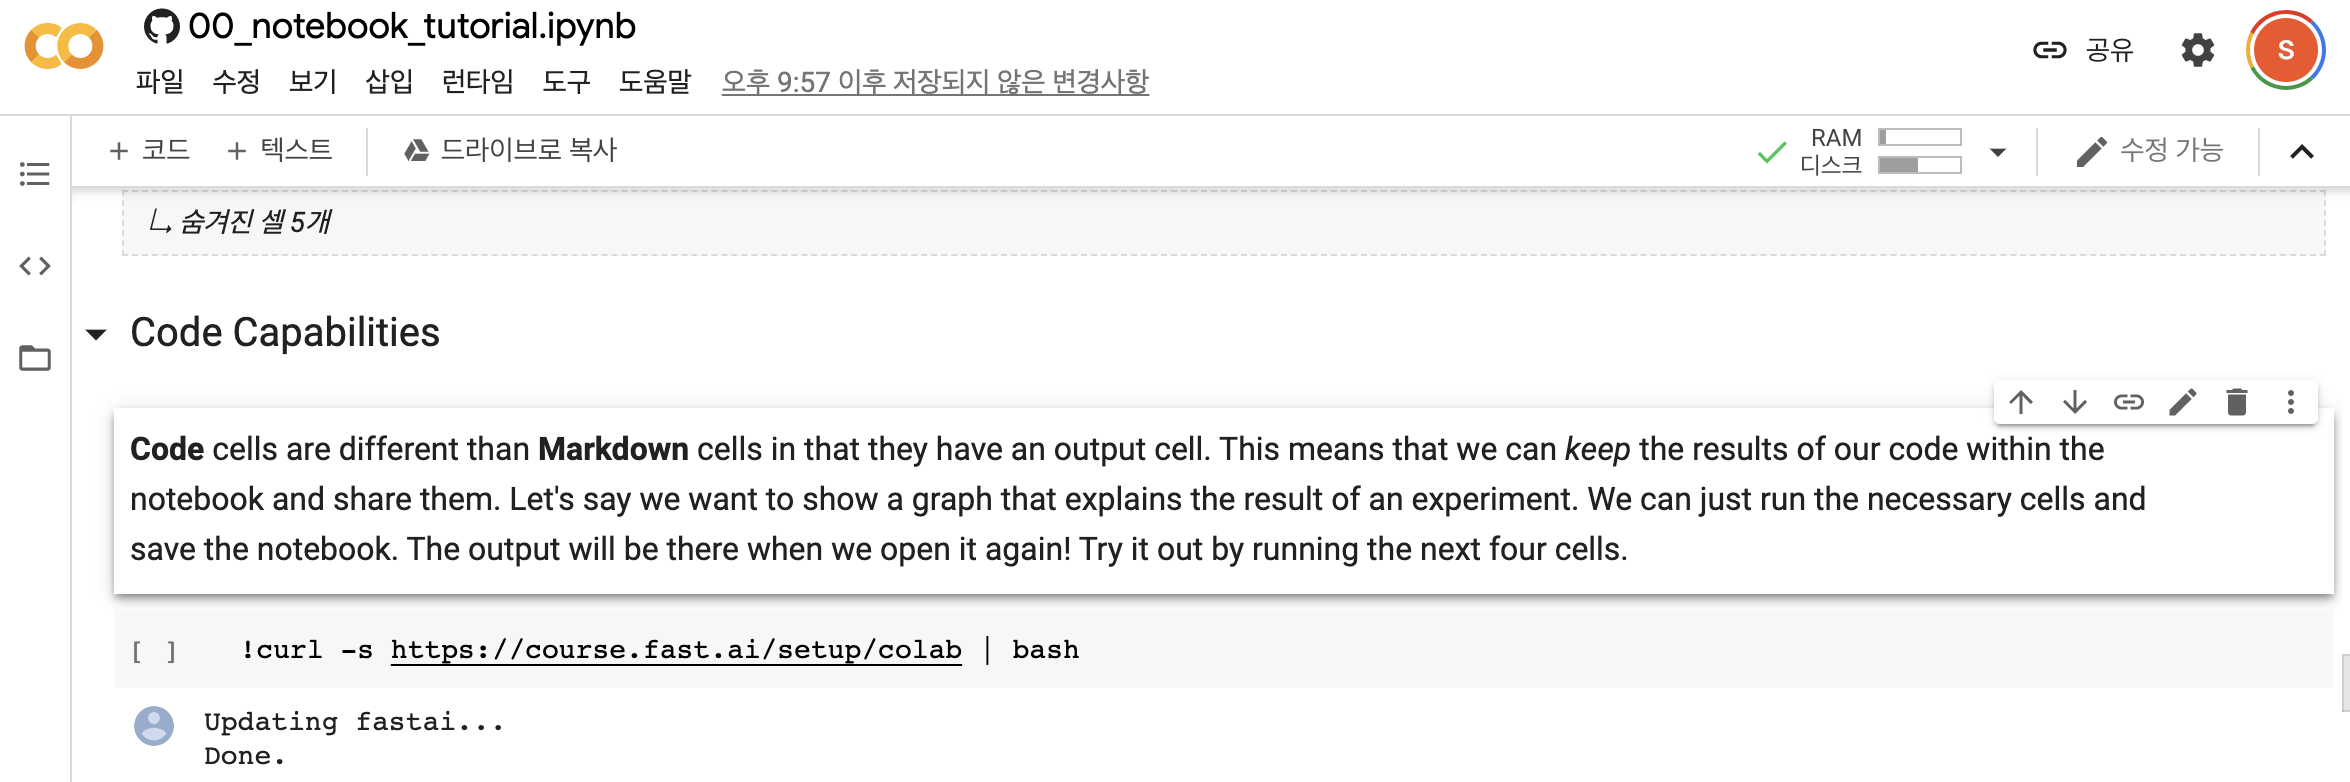 00_notebook_tutorial.ipynb
파일 수정 보기 삽입 런타임 도구 도움말 오후 9:57 이후 저장되지 않은 변경사항
공유
S
+ 코드 + 텍스트 드라이브로 복사
RAM
디스크
수정 가능
숨겨진 셀 5개
Code Capabilities
Code cells are different than Markdown cells in that they have an output cell. This means that we can keep the results of our code within the
notebook and share them. Let's say we want to show a graph that explains the result of an experiment. We can just run the necessary cells and
save the notebook. The output will be there when we open it again! Try it out by running the next four cells.
[ ] !curl -s https://course.fast.ai/setup/colab | bash
Updating fastai...
Done.